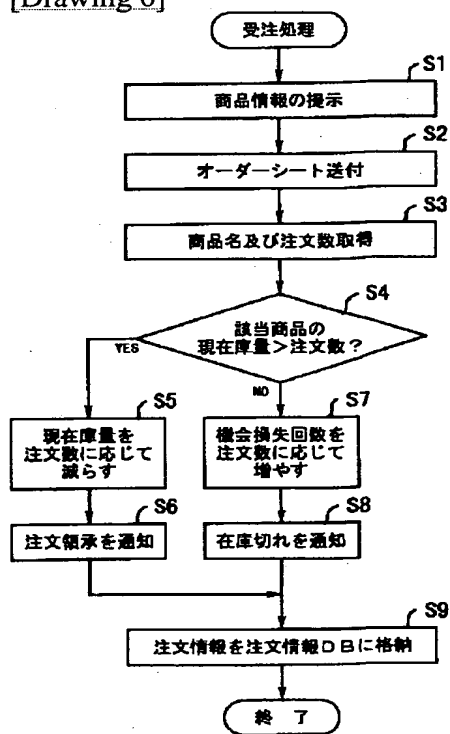 [Drawing 6]
受注処理
S1
商品情報の提示
S2
オーダーシート送付
S3
商品名及び注文数取得
S4
該当商品の
現在庫量>注文数?
YES
NO
S5
現在庫量を
注文数に応じて
減らす
S7
機会損失回数を
注文数に応じて
増やす
S6
注文領承を通知
S8
在庫切れを通知
S9
注文情報を注文情報DBに格納
終 了